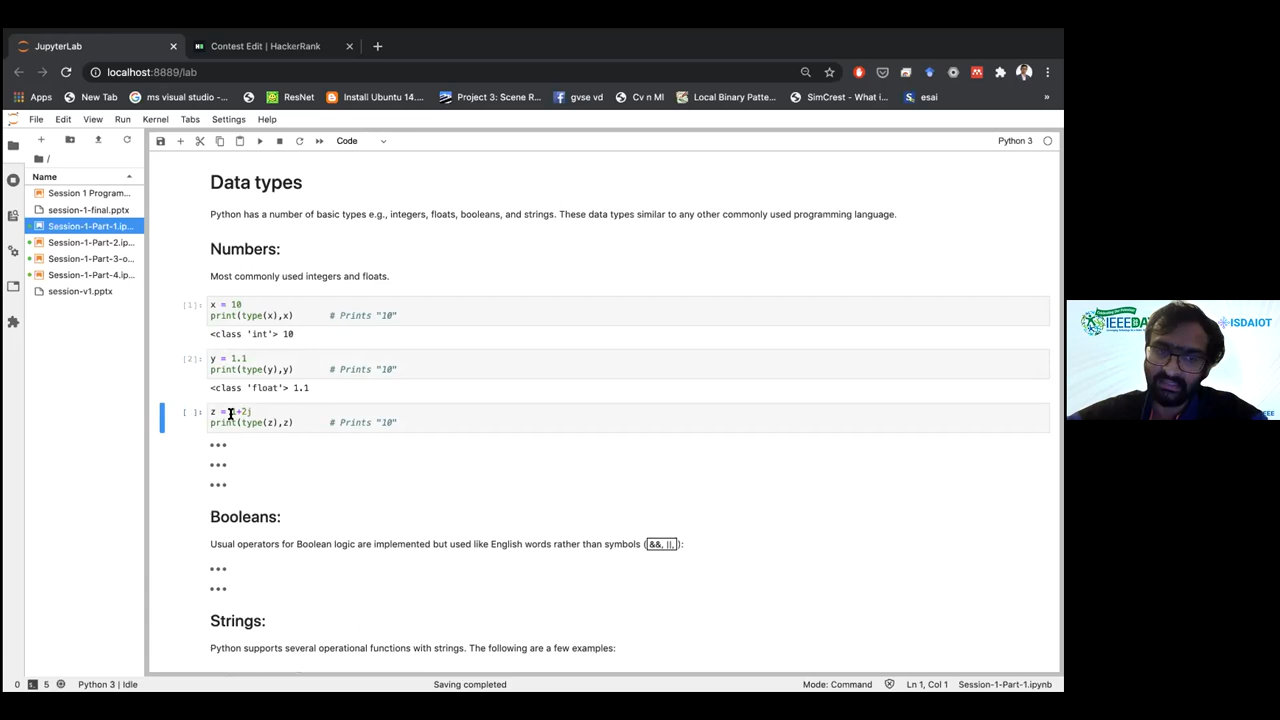 JupyterLab
Contest Edit | HackerRank
localhost:8889/lab
Apps
New Tab
ms visual studio -...
ResNet
Install Ubuntu 14....
Project 3: Scene R...
gvse vd
Cv n Ml
Local Binary Patte...
SimCrest - What i...
esai
»
File Edit View Run Kernel Tabs Settings Help
Code
Python 3
/
Name
Session 1 Program...
session-1-final.pptx
Session-1-Part-1.ip...
Session-1-Part-2.ip...
Session-1-Part-3-o...
Session-1-Part-4.ip...
session-v1.pptx
Data types
Python has a number of basic types e.g., integers, floats, booleans, and strings. These data types similar to any other commonly used programming language.
Numbers:
Most commonly used integers and floats.
[1]: x = 10
print(type(x),x) # Prints "10"
<class 'int'> 10
[2]: y = 1.1
print(type(y),y) # Prints "10"
<class 'float'> 1.1
[ ]: z = 1+2j
print(type(z),z) # Prints "10"
Booleans:
Usual operators for Boolean logic are implemented but used like English words rather than symbols (&&, ||,):
Strings:
Python supports several operational functions with strings. The following are a few examples:
0 5 Python 3 | Idle
Saving completed
Mode: Command
Ln 1, Col 1
Session-1-Part-1.ipynb
ISDAIOT